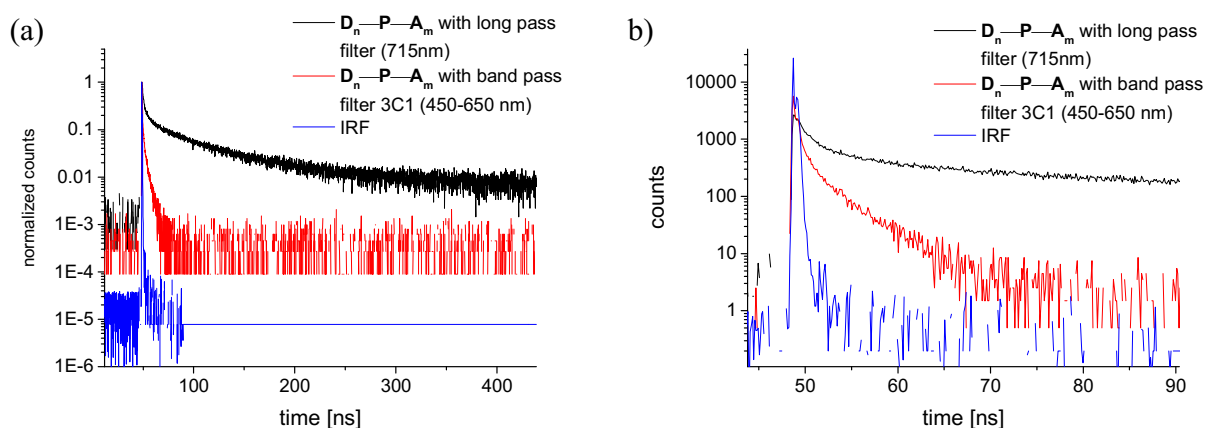 (a)
Dₙ—P—Aₘ with long pass
filter (715nm)
Dₙ—P—Aₘ with band pass
filter 3C1 (450-650 nm)
IRF
normalized counts
1
0.1
0.01
1E-3
1E-4
1E-5
1E-6
100
200
300
400
time [ns]
b)
Dₙ—P—Aₘ with long pass
filter (715nm)
Dₙ—P—Aₘ with band pass
filter 3C1 (450-650 nm)
IRF
counts
10000
1000
100
10
1
50
60
70
80
90
time [ns]